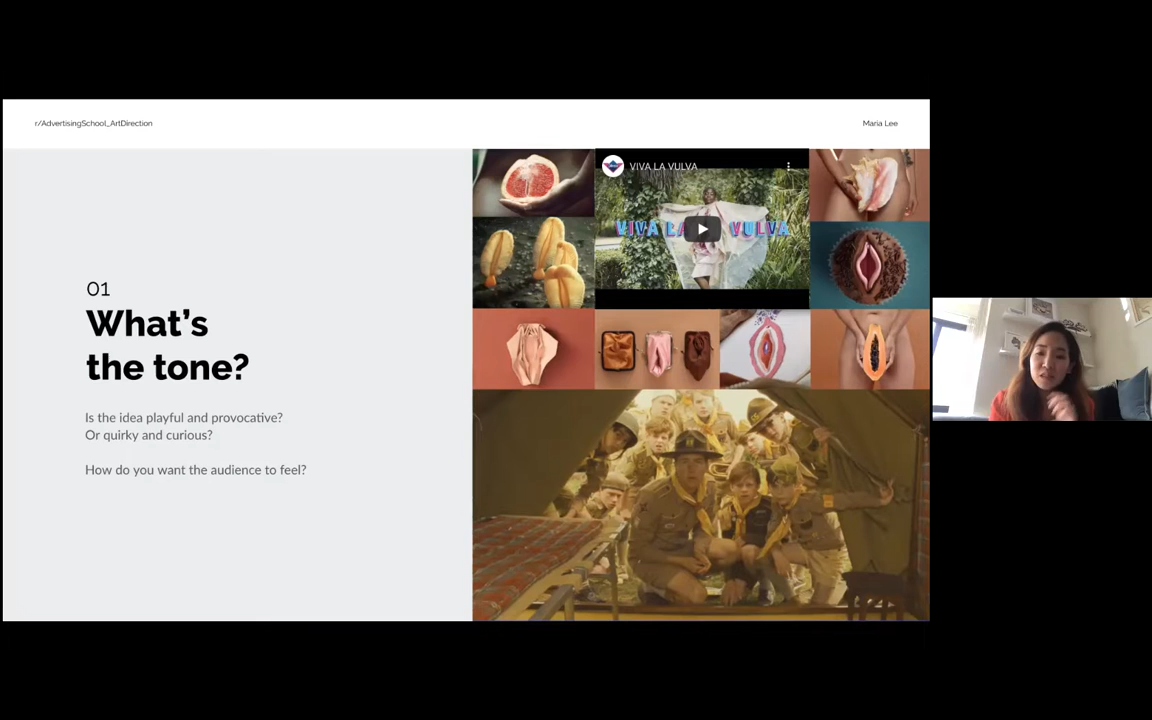 r/AdvertisingSchool_ArtDirection
Maria Lee
VIVA LA VULVA
VIVA LA VULVA
01
What's
the tone?
Is the idea playful and provocative?
Or quirky and curious?
How do you want the audience to feel?